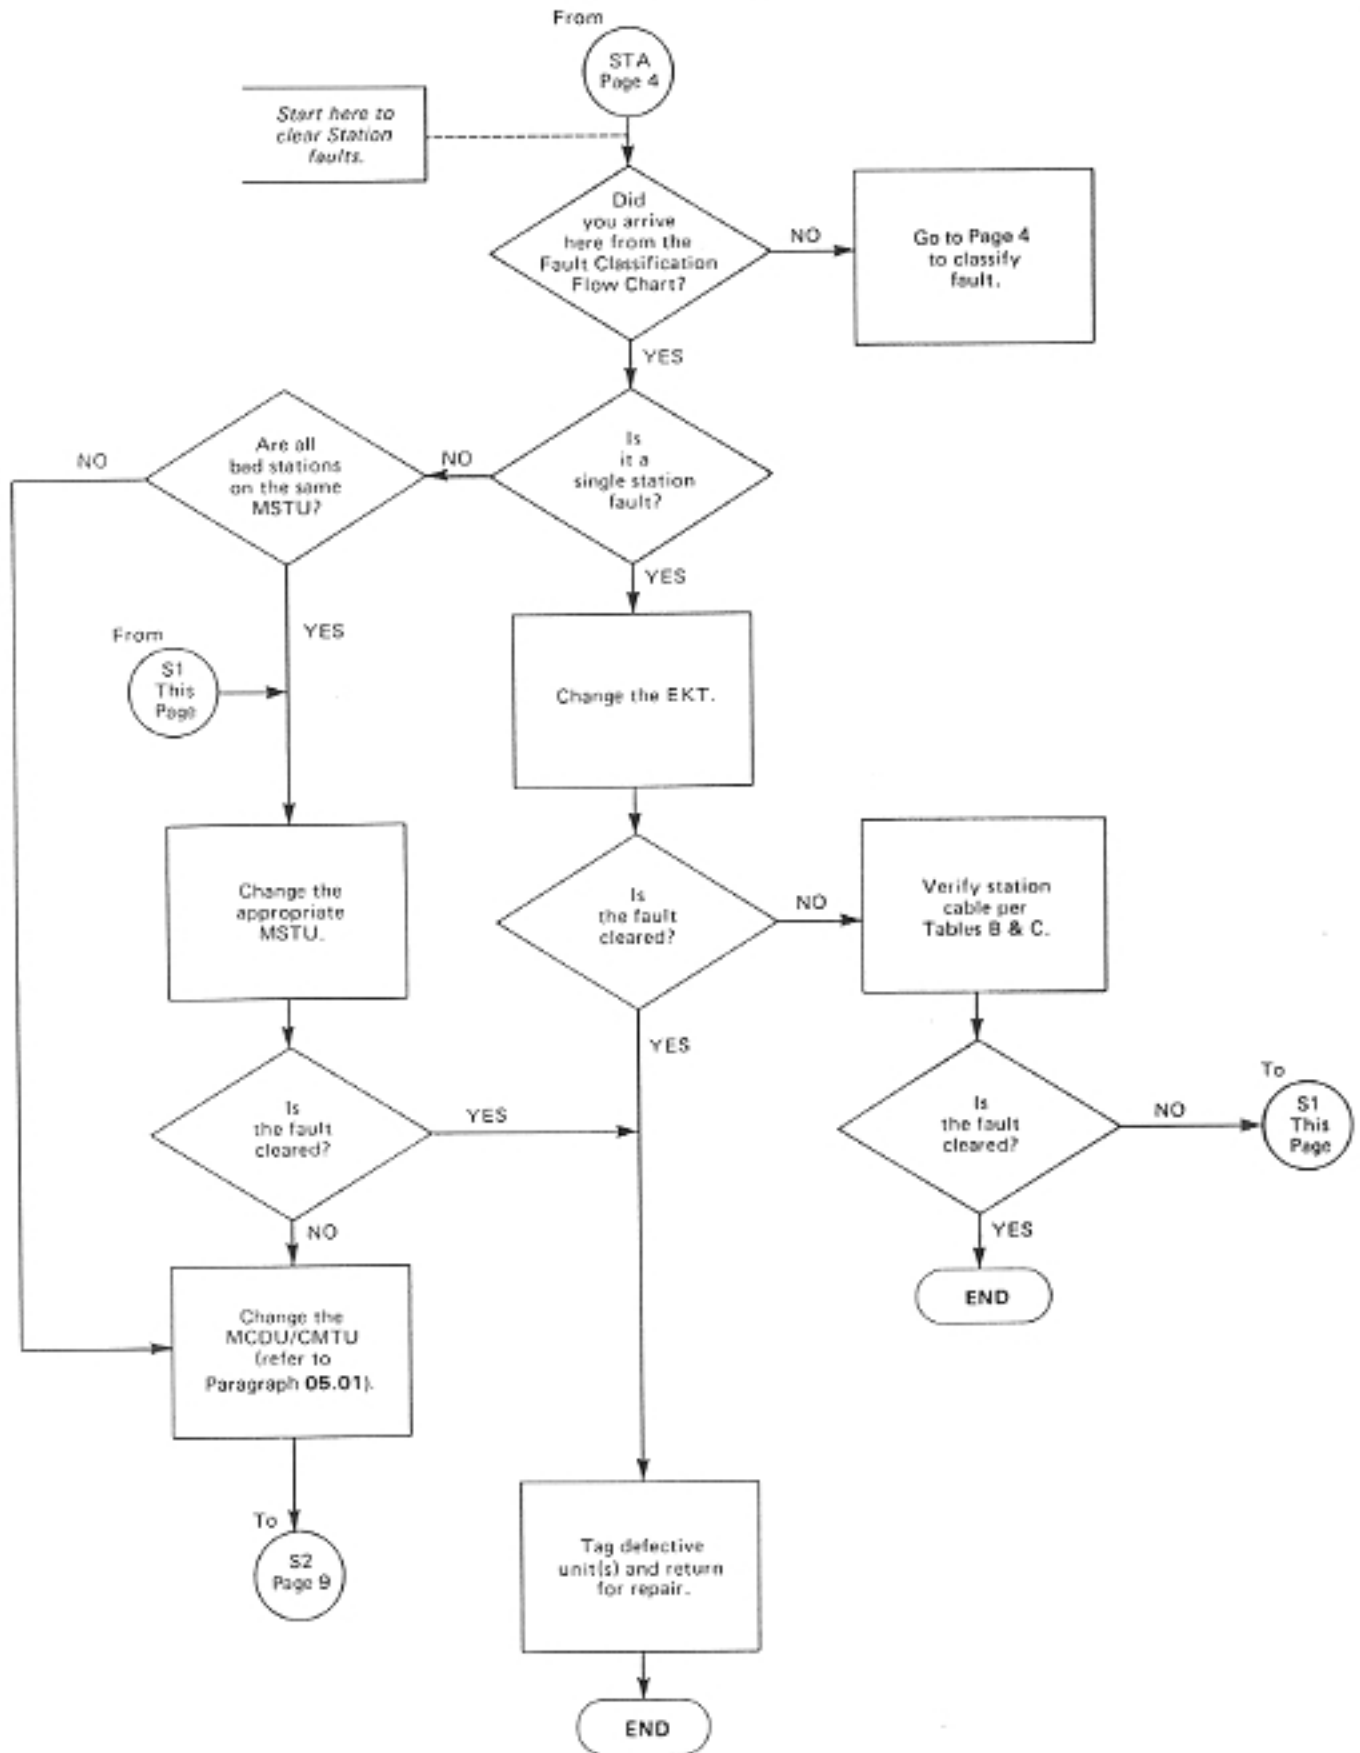 From
STA
Page 4
Start here to
clear Station
faults.
Did
you arrive
here from the
Fault Classification
Flow Chart?
NO
Go to Page 4
to classify
fault.
YES
Is
it a
single station
fault?
NO
Are all
bad stations
on the same
MSTU?
NO
YES
YES
From
S1
This
Page
Change the EKT.
Change the
appropriate
MSTU.
Is
the fault
cleared?
NO
Verify station
cable per
Tables B & C.
YES
Is
the fault
cleared?
YES
Is
the fault
cleared?
NO
To
S1
This
Page
NO
YES
END
Change the
MCDU/CMTU
(refer to
Paragraph 05.01).
To
S2
Page 9
Tag defective
unit(s) and return
for repair.
END